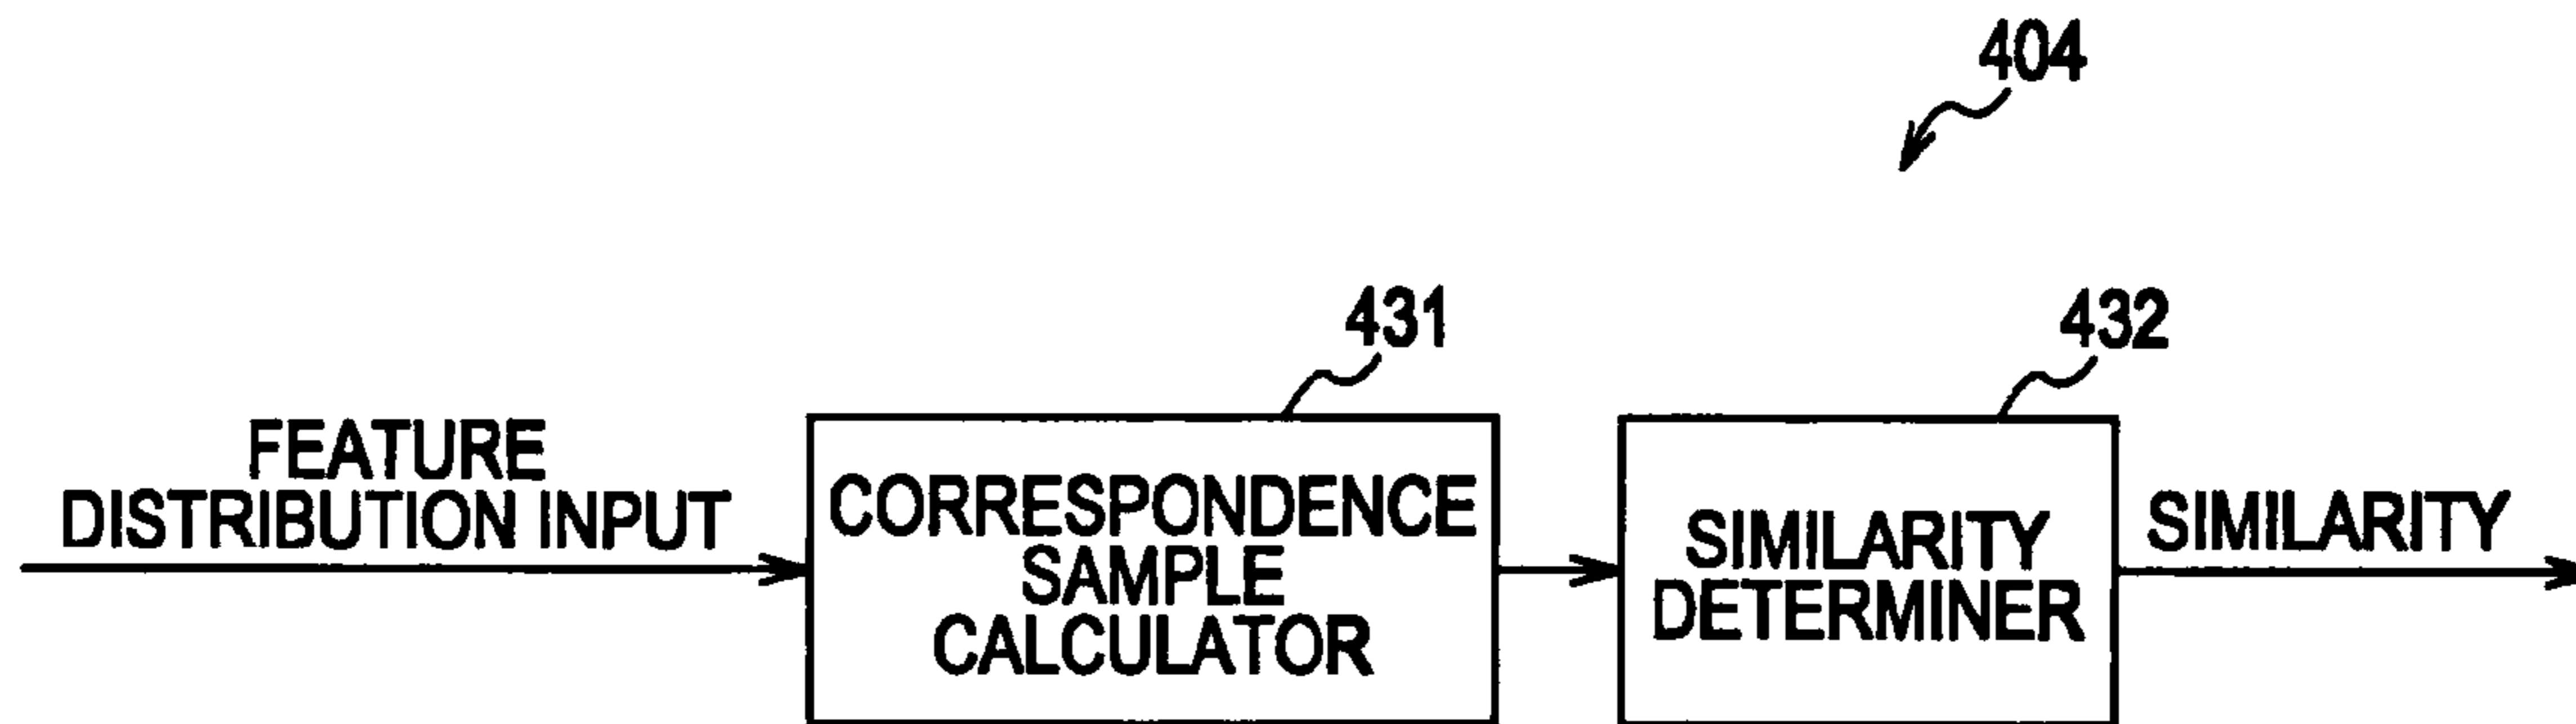 404
431
432
FEATURE
DISTRIBUTION INPUT
CORRESPONDENCE
SAMPLE
CALCULATOR
SIMILARITY
DETERMINER
SIMILARITY